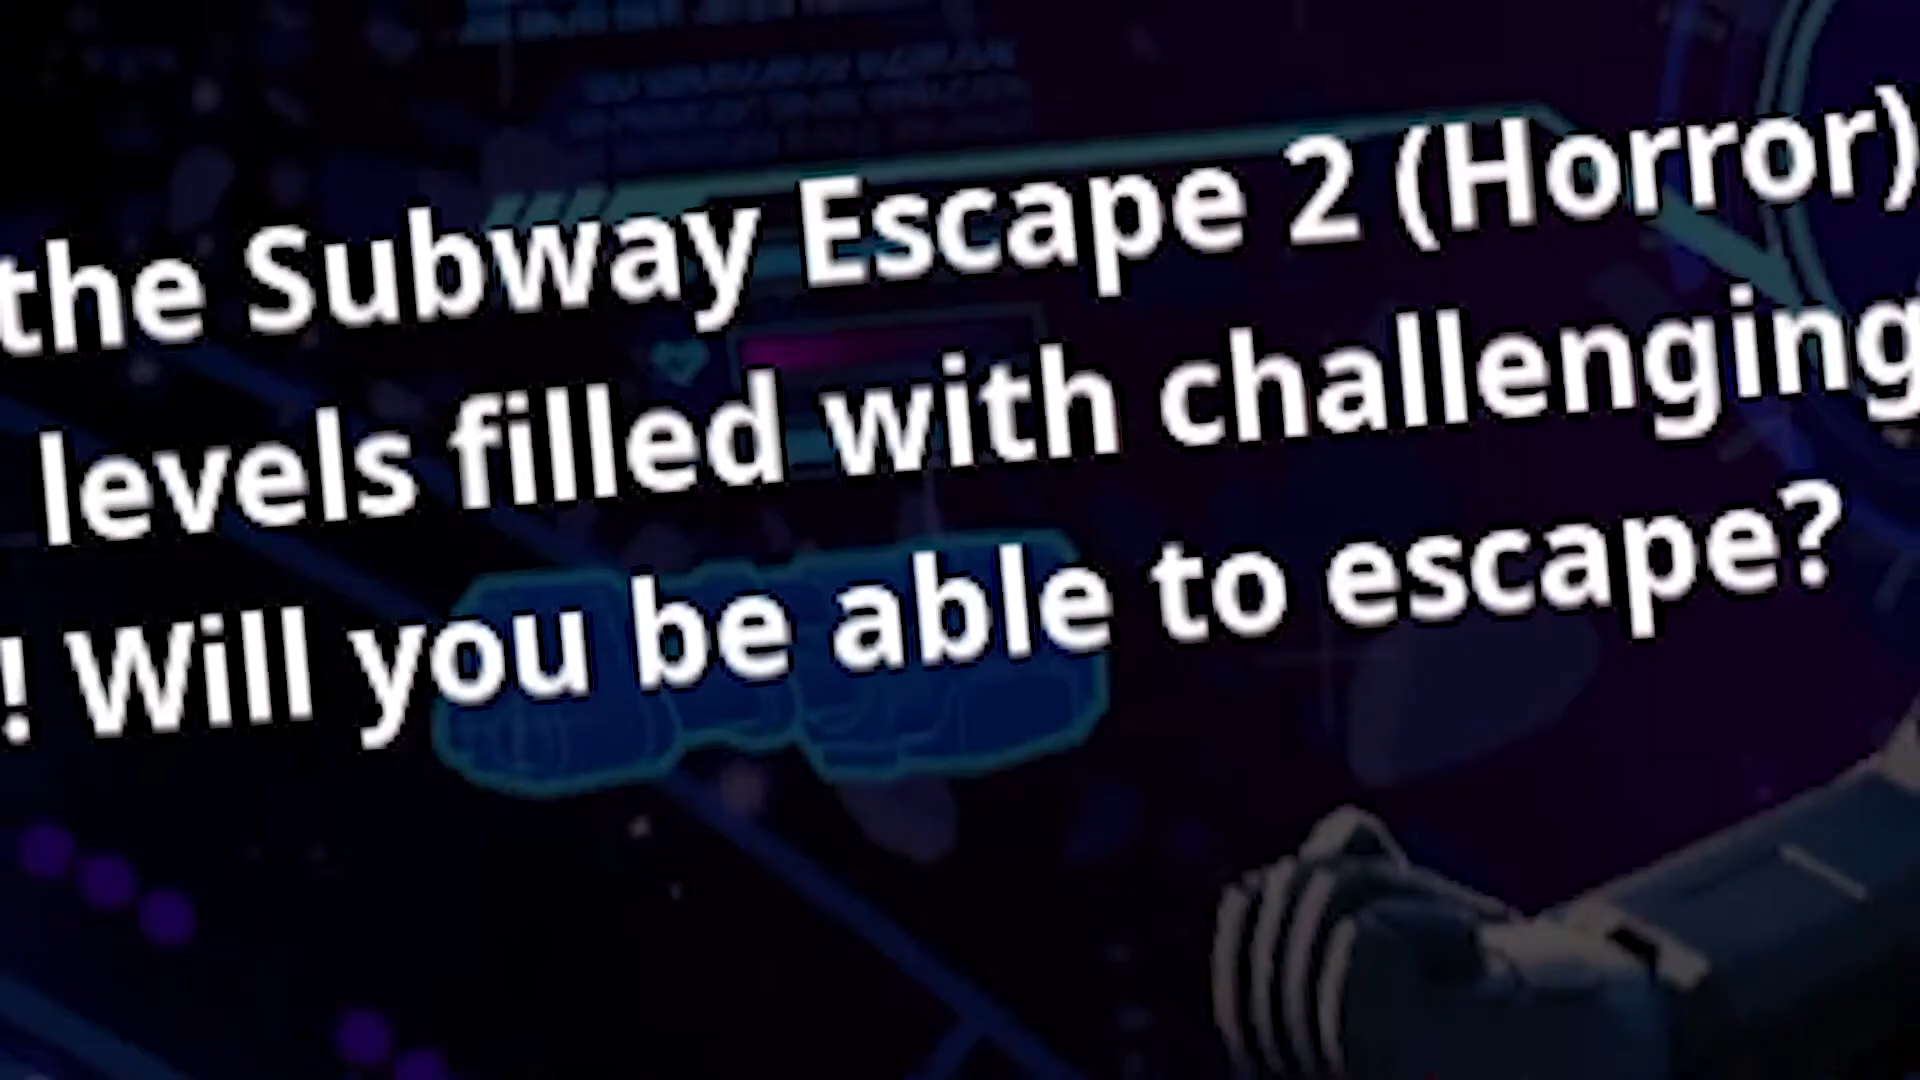 the Subway Escape 2 (Horror)
levels filled with challenging
! Will you be able to escape?